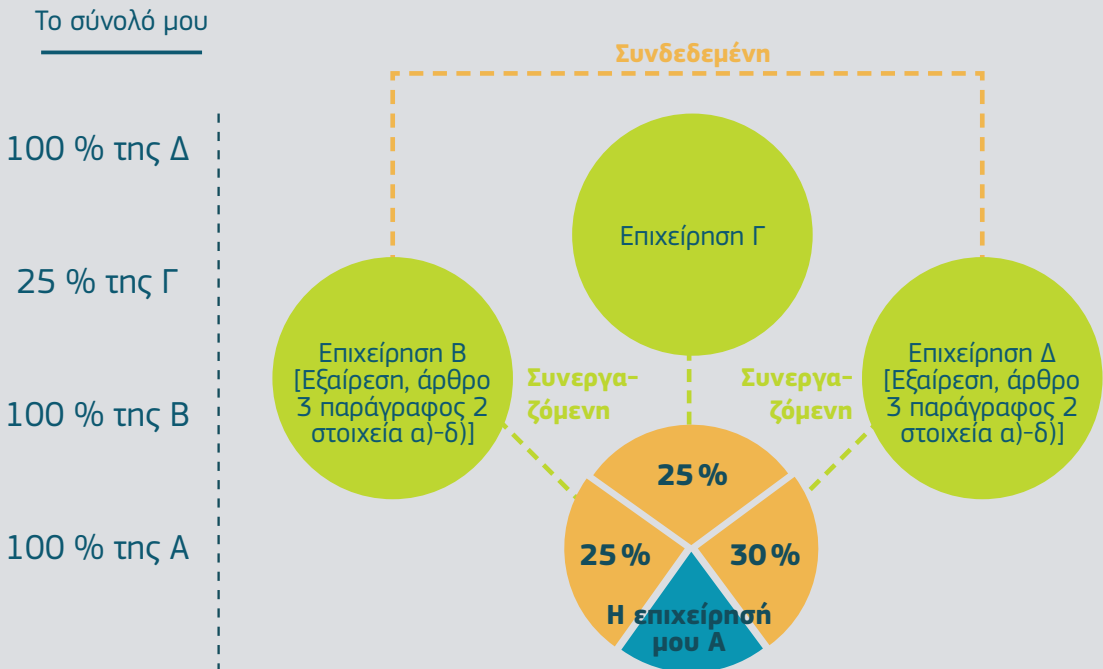 Το σύνολό μου
100 % της Δ
25 % της Γ
100 % της Β
100 % της Α
Συνδεδεμένη
Επιχείρηση Γ
Επιχείρηση Β
[Εξαίρεση, άρθρο
3 παράγραφος 2
στοιχεία α)-δ)]
Συνεργα-
ζόμενη
Συνεργα-
ζόμενη
Επιχείρηση Δ
[Εξαίρεση, άρθρο
3 παράγραφος 2
στοιχεία α)-δ)]
25 %
25 %
30 %
Η επιχείρησή
μου Α